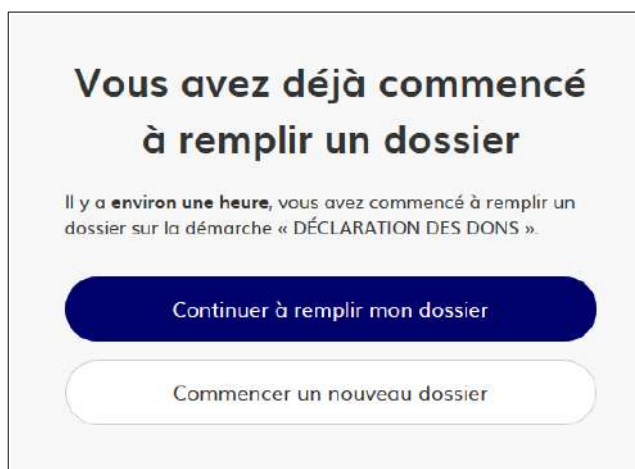 Vous avez déjà commencé
à remplir un dossier
Il y a environ une heure, vous avez commencé à remplir un
dossier sur la démarche « DÉCLARATION DES DONS ».
Continuer à remplir mon dossier
Commencer un nouveau dossier